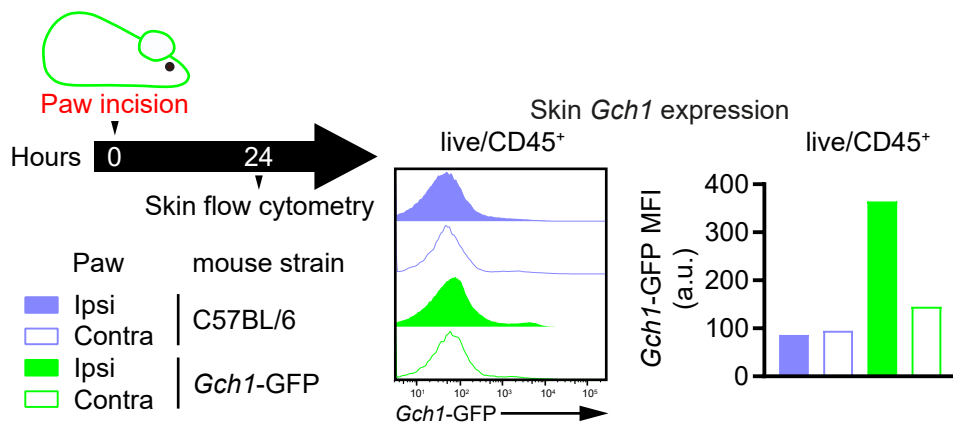 Paw incision
Hours 0 24
Skin flow cytometry
Paw mouse strain
Ipsi
Contra
C57BL/6
Ipsi
Contra
Gch1-GFP
Skin Gch1 expression
live/CD45⁺
10¹ 10² 10³ 10⁴ 10⁵
Gch1-GFP
live/CD45⁺
Gch1-GFP MFI
(a.u.)
400
300
200
100
0